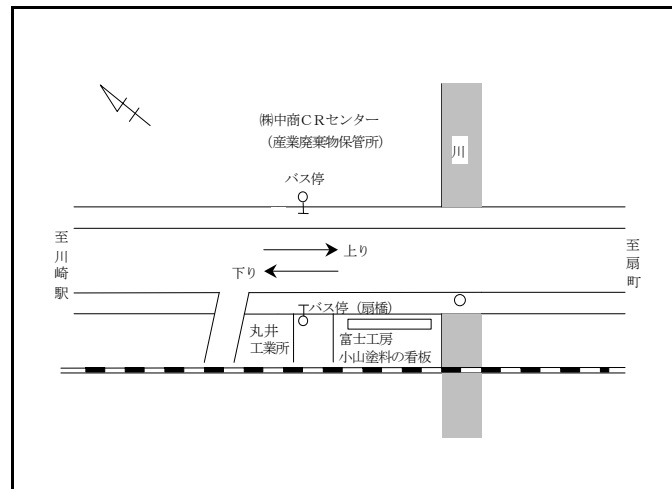 ㈱中商CRセンター
(産業廃棄物保管所)
川
バス停
至川崎駅
至扇町
上り
下り
バス停(扇橋)
丸井
工業所
富士工房
小山塗料の看板